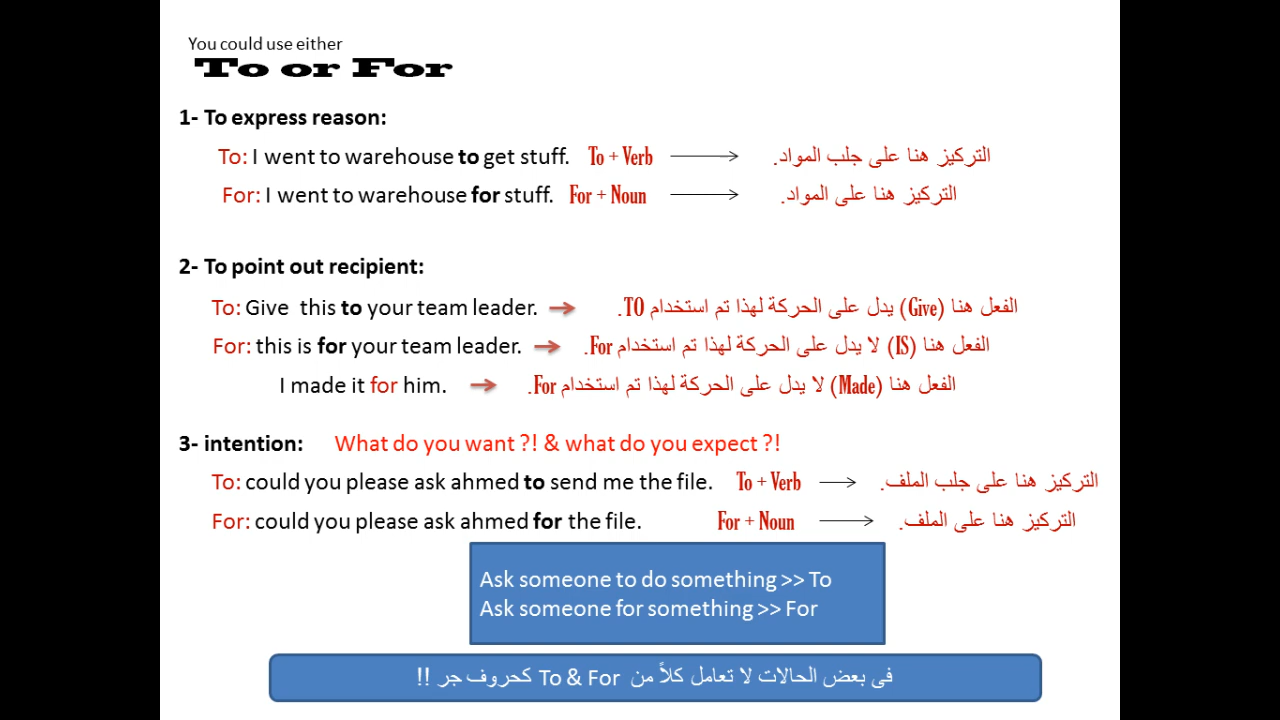 You could use either
To or For
1- To express reason:
To: I went to warehouse to get stuff. To + Verb التركيز هنا على جلب المواد.
For: I went to warehouse for stuff. For + Noun التركيز هنا على المواد.
2- To point out recipient:
To: Give this to your team leader. الفعل هنا (Give) يدل على الحركة لهذا تم استخدام TO.
For: this is for your team leader. الفعل هنا (IS) لا يدل على الحركة لهذا تم استخدام For.
I made it for him. الفعل هنا (Made) لا يدل على الحركة لهذا تم استخدام For.
3- intention: What do you want ?! & what do you expect ?!
To: could you please ask ahmed to send me the file. To + Verb التركيز هنا على جلب الملف.
For: could you please ask ahmed for the file. For + Noun التركيز هنا على الملف.
Ask someone to do something >> To
Ask someone for something >> For
فى بعض الحالات لا تعامل كلاً من To & For كحروف جر !!